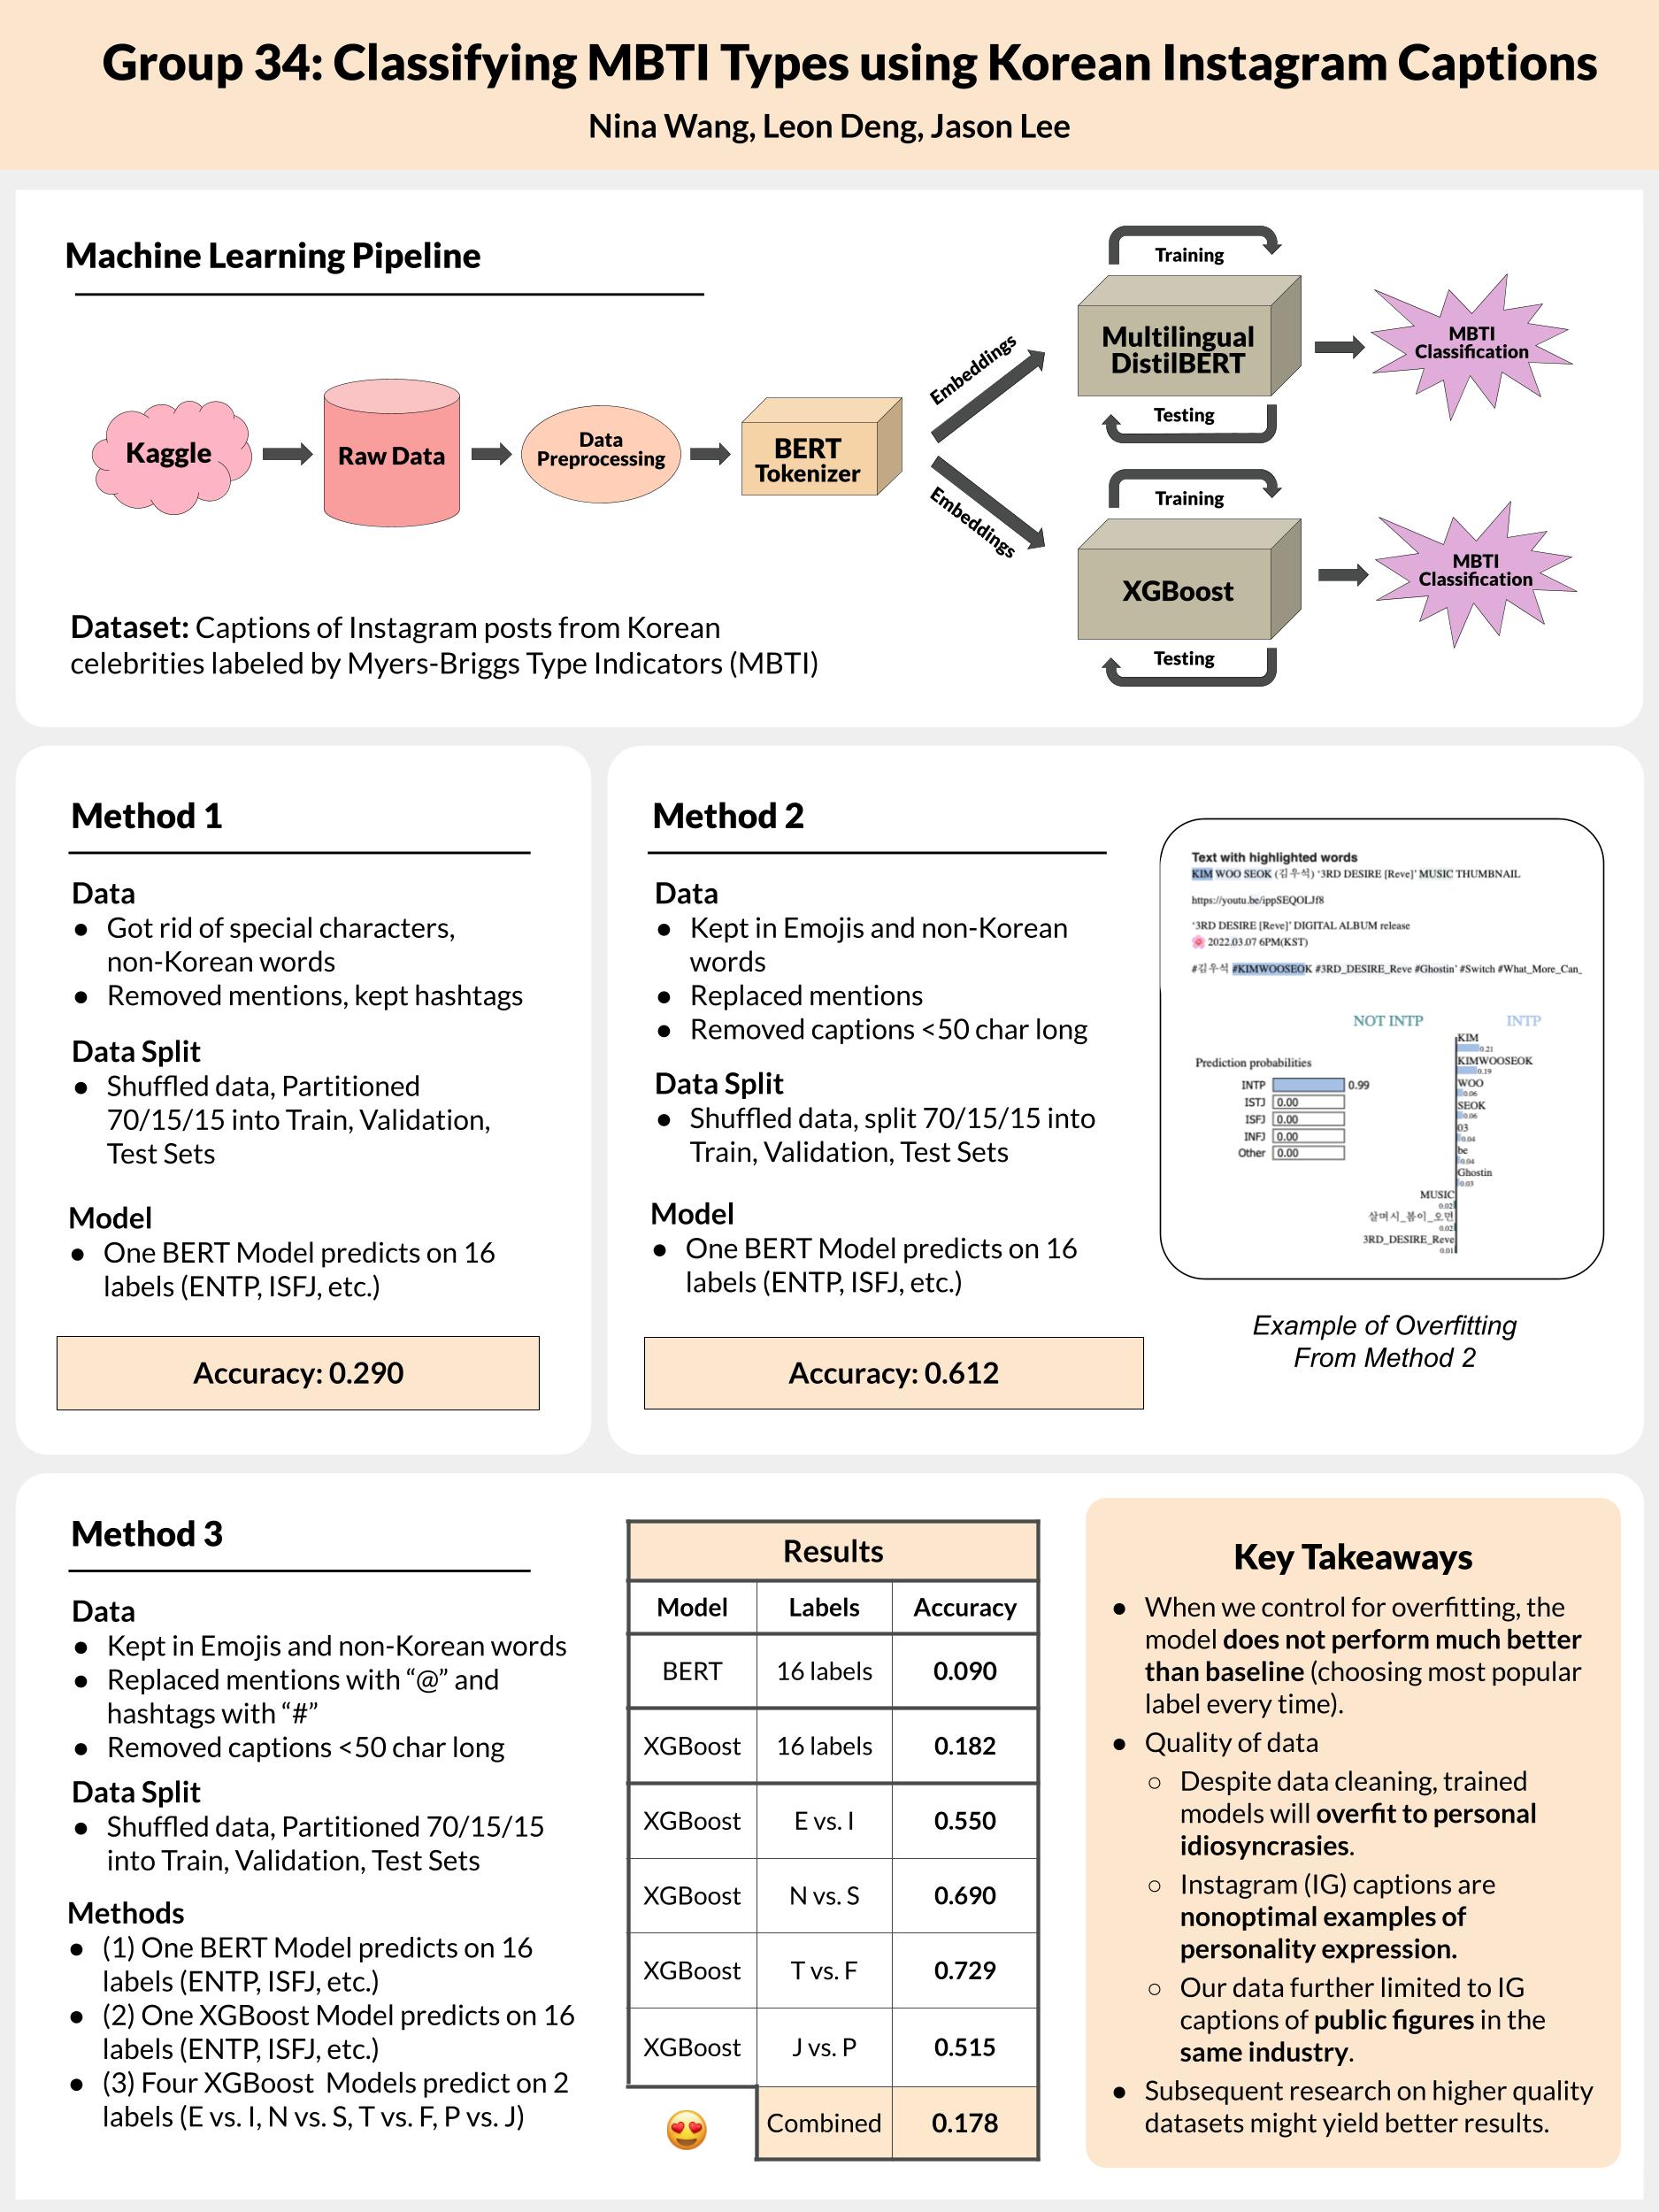 Group 34: Classifying MBTI Types using Korean Instagram Captions
Nina Wang, Leon Deng, Jason Lee
Machine Learning Pipeline
Kaggle
Raw Data
Data
Preprocessing
BERT
Tokenizer
Embeddings
Embeddings
Training
Multilingual
DistilBERT
Testing
MBTI
Classification
Training
XGBoost
Testing
MBTI
Classification
Dataset: Captions of Instagram posts from Korean
celebrities labeled by Myers-Briggs Type Indicators (MBTI)
Method 1
Data
● Got rid of special characters,
non-Korean words
● Removed mentions, kept hashtags
Data Split
● Shuffled data, Partitioned
70/15/15 into Train, Validation,
Test Sets
Model
● One BERT Model predicts on 16
labels (ENTP, ISFJ, etc.)
Accuracy: 0.290
Method 2
Data
● Kept in Emojis and non-Korean
words
● Replaced mentions
● Removed captions <50 char long
Data Split
● Shuffled data, split 70/15/15 into
Train, Validation, Test Sets
Model
● One BERT Model predicts on 16
labels (ENTP, ISFJ, etc.)
Accuracy: 0.612
Text with highlighted words
KIM WOO SEOK (김우석) ‘3RD DESIRE [Reve]’ MUSIC THUMBNAIL
https://youtu.be/ippSEQOLJf8
‘3RD DESIRE [Reve]’ DIGITAL ALBUM release
🌸 2022.03.07 6PM(KST)
#김우석 #KIMWOOSEOK #3RD_DESIRE_Reve #Ghostin’ #Switch #What_More_Can_
NOT INTP
INTP
Prediction probabilities
INTP 0.99
ISTJ 0.00
ISFJ 0.00
INFJ 0.00
Other 0.00
KIM
0.21
KIMWOOSEOK
0.19
WOO
0.06
SEOK
0.06
03
0.04
be
0.04
Ghostin
0.03
MUSIC
0.02
살며시_봄이_오면
0.02
3RD_DESIRE_Reve
0.01
Example of Overfitting
From Method 2
Method 3
Data
● Kept in Emojis and non-Korean words
● Replaced mentions with “@” and
hashtags with “#”
● Removed captions <50 char long
Data Split
● Shuffled data, Partitioned 70/15/15
into Train, Validation, Test Sets
Methods
● (1) One BERT Model predicts on 16
labels (ENTP, ISFJ, etc.)
● (2) One XGBoost Model predicts on 16
labels (ENTP, ISFJ, etc.)
● (3) Four XGBoost Models predict on 2
labels (E vs. I, N vs. S, T vs. F, P vs. J)
Results
Model Labels Accuracy
BERT 16 labels 0.090
XGBoost 16 labels 0.182
XGBoost E vs. I 0.550
XGBoost N vs. S 0.690
XGBoost T vs. F 0.729
XGBoost J vs. P 0.515
😍 Combined 0.178
Key Takeaways
● When we control for overfitting, the
model does not perform much better
than baseline (choosing most popular
label every time).
● Quality of data
○ Despite data cleaning, trained
models will overfit to personal
idiosyncrasies.
○ Instagram (IG) captions are
nonoptimal examples of
personality expression.
○ Our data further limited to IG
captions of public figures in the
same industry.
● Subsequent research on higher quality
datasets might yield better results.